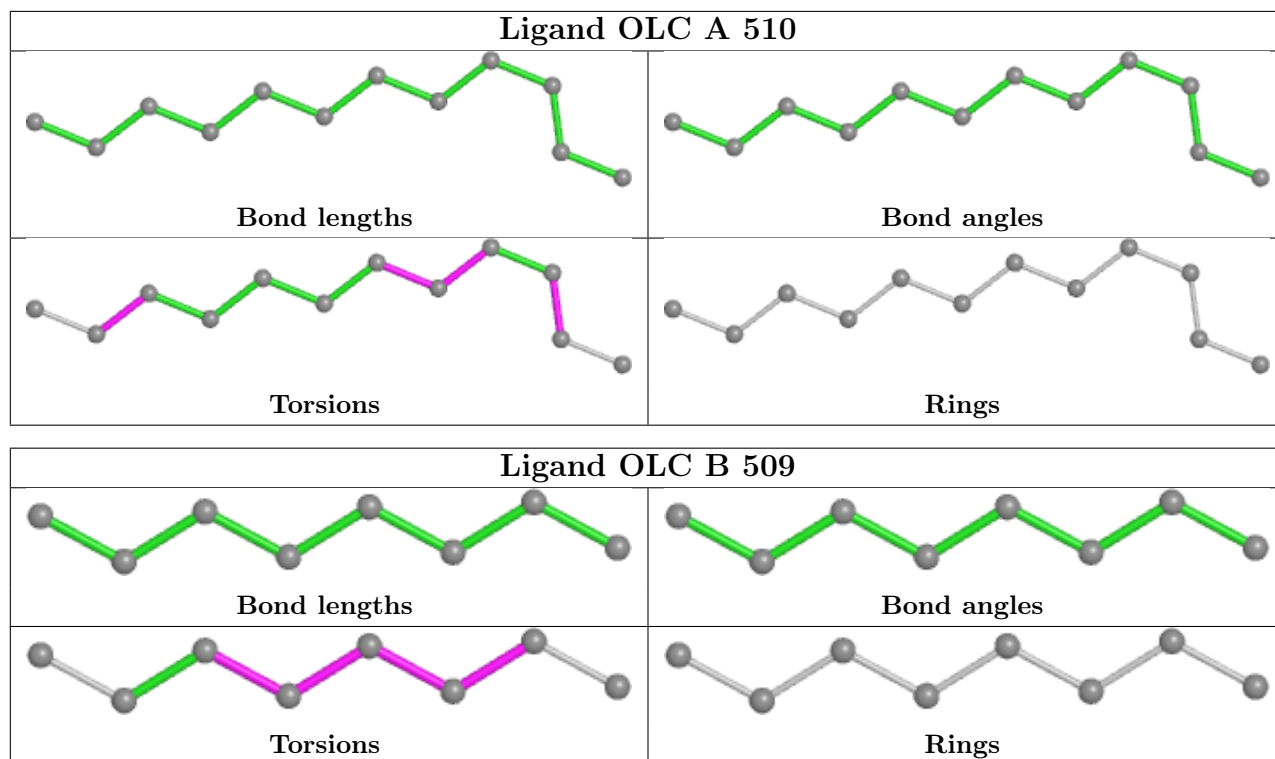 Ligand OLC A 510
Bond lengths
Bond angles
Torsions
Rings
Ligand OLC B 509
Bond lengths
Bond angles
Torsions
Rings